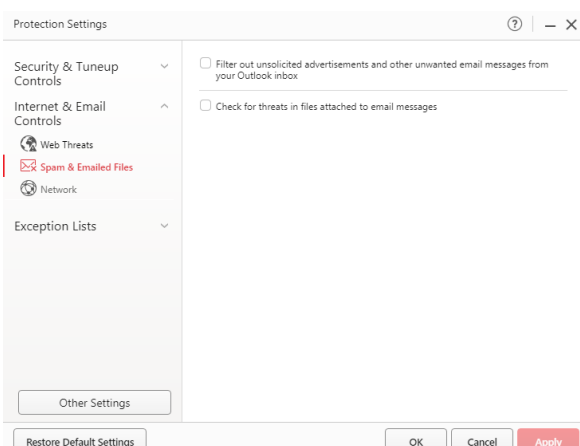 Protection Settings
?
Security & Tuneup
Controls
Internet & Email
Controls
Web Threats
Spam & Emailed Files
Network
Exception Lists
Other Settings
Filter out unsolicited advertisements and other unwanted email messages from
your Outlook inbox
Check for threats in files attached to email messages
Restore Default Settings
OK
Cancel
Apply